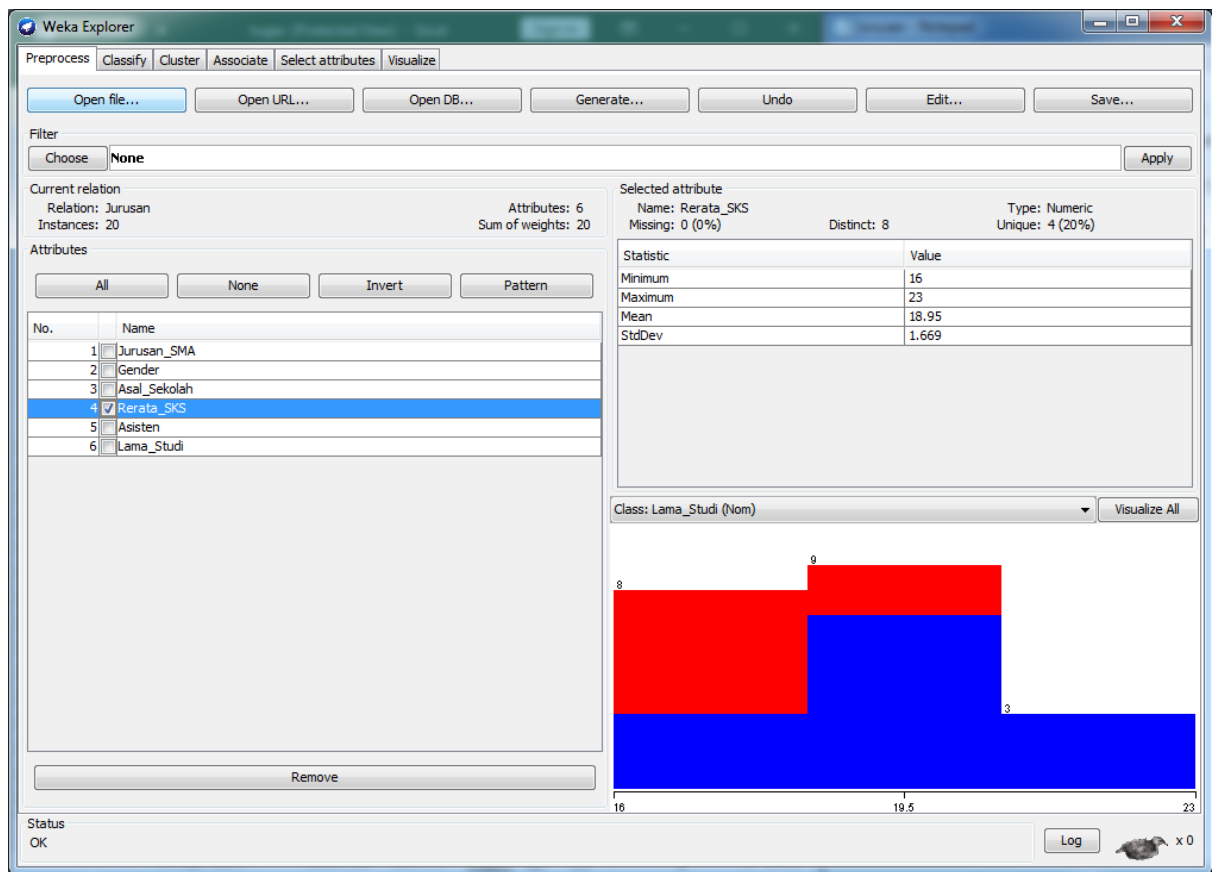 Weka Explorer
Preprocess Classify Cluster Associate Select attributes Visualize
Open file... Open URL... Open DB... Generate... Undo Edit... Save...
Filter
Choose None Apply
Current relation
Relation: Jurusan Attributes: 6
Instances: 20 Sum of weights: 20
Attributes
All None Invert Pattern
No. Name
1 Jurusan_SMA
2 Gender
3 Asal_Sekolah
4 Rerata_SKS
5 Asisten
6 Lama_Studi
Remove
Selected attribute
Name: Rerata_SKS Type: Numeric
Missing: 0 (0%) Distinct: 8 Unique: 4 (20%)
Statistic Value
Minimum 16
Maximum 23
Mean 18.95
StdDev 1.669
Class: Lama_Studi (Nom) Visualize All
9
8
3
16 19.5 23
Status
OK Log x 0